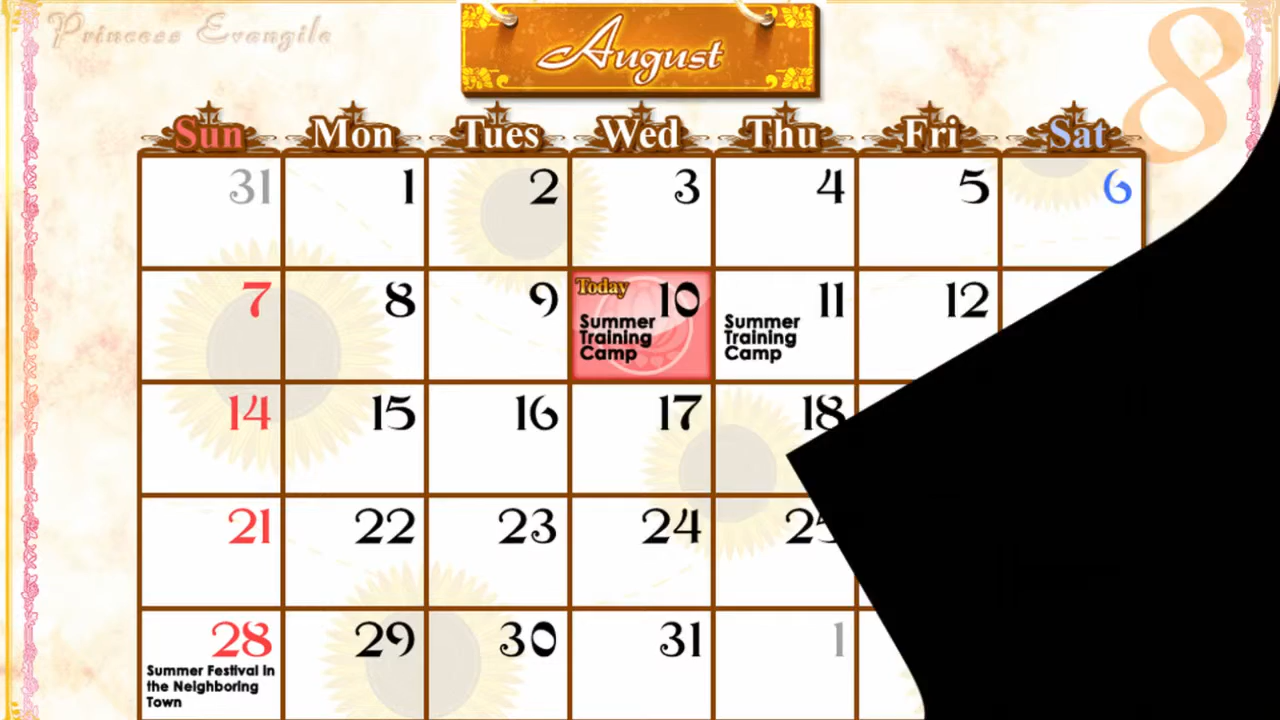 Princess Evangile
August
8
Sun Mon Tues Wed Thu Fri Sat
31 1 2 3 4 5 6
7 8 9 Today 10 11 12
Summer Summer
Training Training
Camp Camp
14 15 16 17 18
21 22 23 24 25
28 29 30 31 1
Summer Festival in
the Neighboring
Town